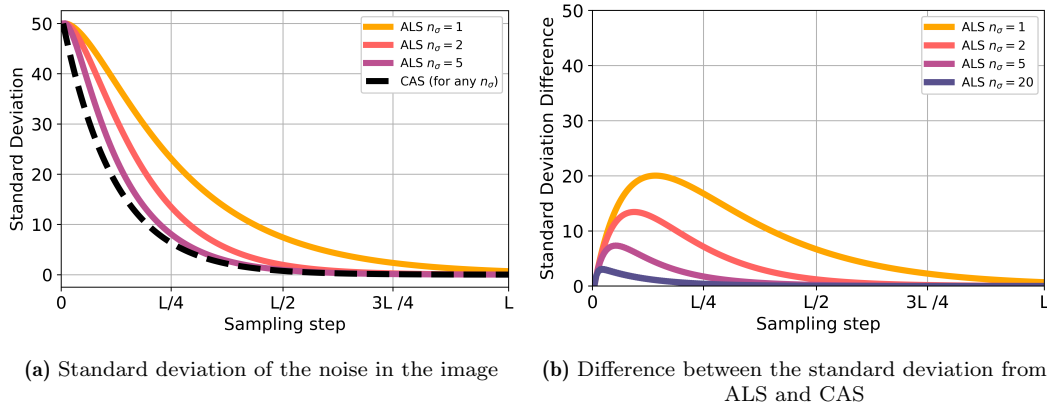 50
40
30
20
10
0
Standard Deviation
0
L/4
L/2
3L /4
L
Sampling step
ALS nσ = 1
ALS nσ = 2
ALS nσ = 5
CAS (for any nσ)
50
40
30
20
10
0
Standard Deviation Difference
0
L/4
L/2
3L /4
L
Sampling step
ALS nσ = 1
ALS nσ = 2
ALS nσ = 5
ALS nσ = 20
(a) Standard deviation of the noise in the image
(b) Difference between the standard deviation from
ALS and CAS